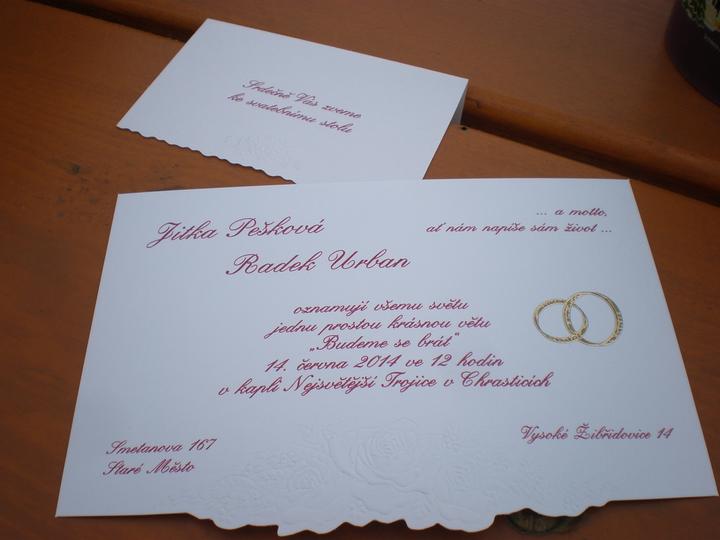 Srdečně Vás zveme
ke svatebnímu stolu
... a motto,
ať nám napíše sám život ...
Jitka Pešková
Radek Urban
oznamují všemu světu
jednu prostou krásnou větu
„Budeme se brát“
14. června 2014 ve 12 hodin
v kapli Nejsvětější Trojice v Chrasticích
Smetanova 167
Staré Město
Vysoké Žibřidovice 14